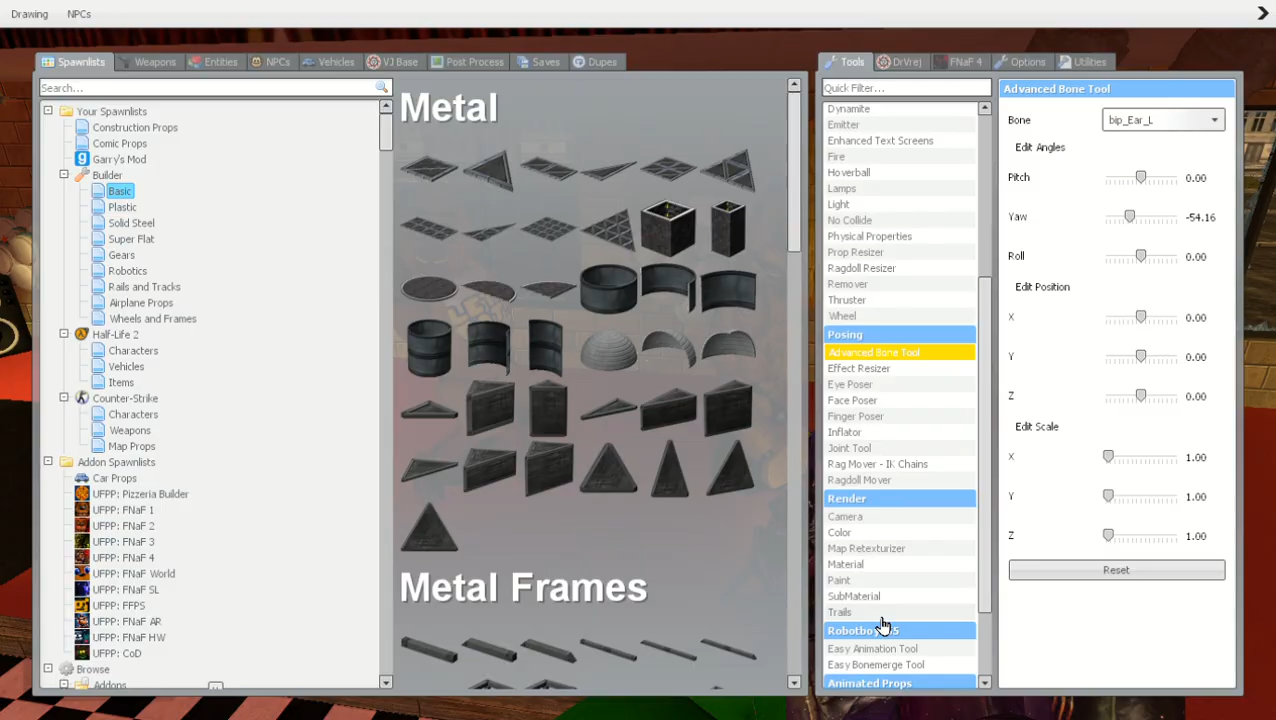 Drawing NPCs
Spawnlists Weapons Entities NPCs Vehicles VJ Base Post Process Saves Dupes
Search...
Your Spawnlists
Construction Props
Comic Props
Garry's Mod
Builder
Basic
Plastic
Solid Steel
Super Flat
Gears
Robotics
Rails and Tracks
Airplane Props
Wheels and Frames
Half-Life 2
Characters
Vehicles
Items
Counter-Strike
Characters
Weapons
Map Props
Addon Spawnlists
Car Props
UFPP: Pizzeria Builder
UFPP: FNaF 1
UFPP: FNaF 2
UFPP: FNaF 3
UFPP: FNaF 4
UFPP: FNaF World
UFPP: FNaF SL
UFPP: FFPS
UFPP: FNaF AR
UFPP: FNaF HW
UFPP: CoD
Browse
Addons
Metal
Metal Frames
Tools DrVrej FNaF 4 Options Utilities
Quick Filter...
Dynamite
Emitter
Enhanced Text Screens
Fire
Hoverball
Lamps
Light
No Collide
Physical Properties
Prop Resizer
Ragdoll Resizer
Remover
Thruster
Wheel
Posing
Advanced Bone Tool
Effect Resizer
Eye Poser
Face Poser
Finger Poser
Inflator
Joint Tool
Rag Mover - IK Chains
Ragdoll Mover
Render
Camera
Color
Map Retexturizer
Material
Paint
SubMaterial
Trails
Easy Animation Tool
Easy Bonemerge Tool
Animated Props
Advanced Bone Tool
Bone bip_Ear_L
Edit Angles
Pitch 0.00
Yaw -54.16
Roll 0.00
Edit Position
X 0.00
Y 0.00
Z 0.00
Edit Scale
X 1.00
Y 1.00
Z 1.00
Reset